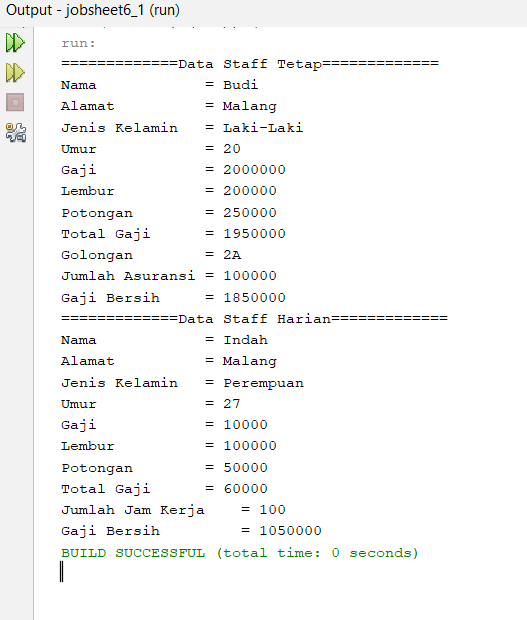 Output - jobsheet6_1 (run)
run:
=============Data Staff Tetap=============
Nama            = Budi
Alamat          = Malang
Jenis Kelamin   = Laki-Laki
Umur            = 20
Gaji            = 2000000
Lembur          = 200000
Potongan        = 250000
Total Gaji      = 1950000
Golongan        = 2A
Jumlah Asuransi = 100000
Gaji Bersih     = 1850000
=============Data Staff Harian=============
Nama            = Indah
Alamat          = Malang
Jenis Kelamin   = Perempuan
Umur            = 27
Gaji            = 10000
Lembur          = 100000
Potongan        = 50000
Total Gaji      = 60000
Jumlah Jam Kerja    = 100
Gaji Bersih         = 1050000
BUILD SUCCESSFUL (total time: 0 seconds)